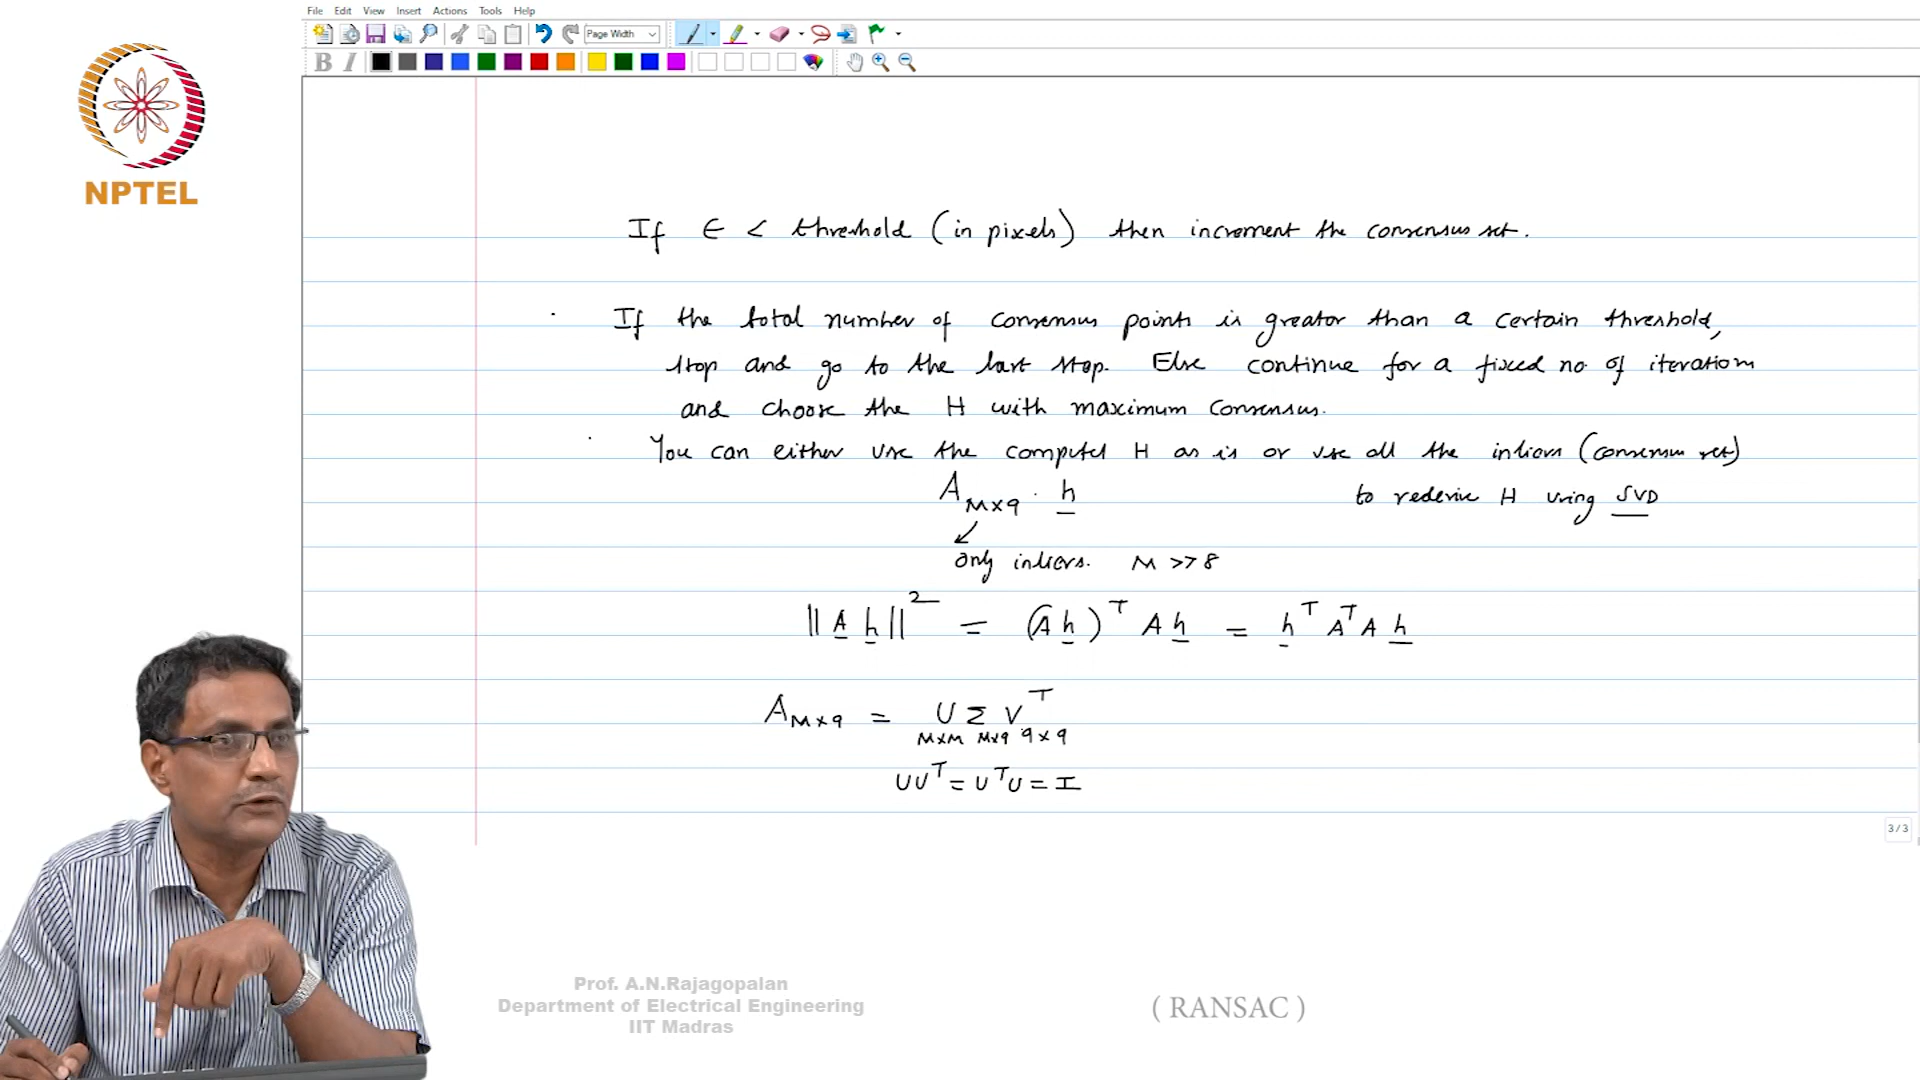 File Edit View Insert Actions Tools Help
Page Width
B I
NPTEL
If ∈ < threshold (in pixels) then increment the consensus set.
If the total number of consensus points is greater than a certain threshold,
stop and go to the last step. Else continue for a fixed no. of iterations
and choose the H with maximum consensus.
You can either use the computed H as is or use all the inliers (consensus set)
to rederive H using SVD
A M×9 . h
only inliers. M >> 8
||A h||² = (A h)ᵀ A h = hᵀ Aᵀ A h
A M×9 = U Σ Vᵀ
M×M M×9 9×9
UUᵀ = UᵀU = I
3/3
Prof. A.N.Rajagopalan
Department of Electrical Engineering
IIT Madras
( RANSAC )